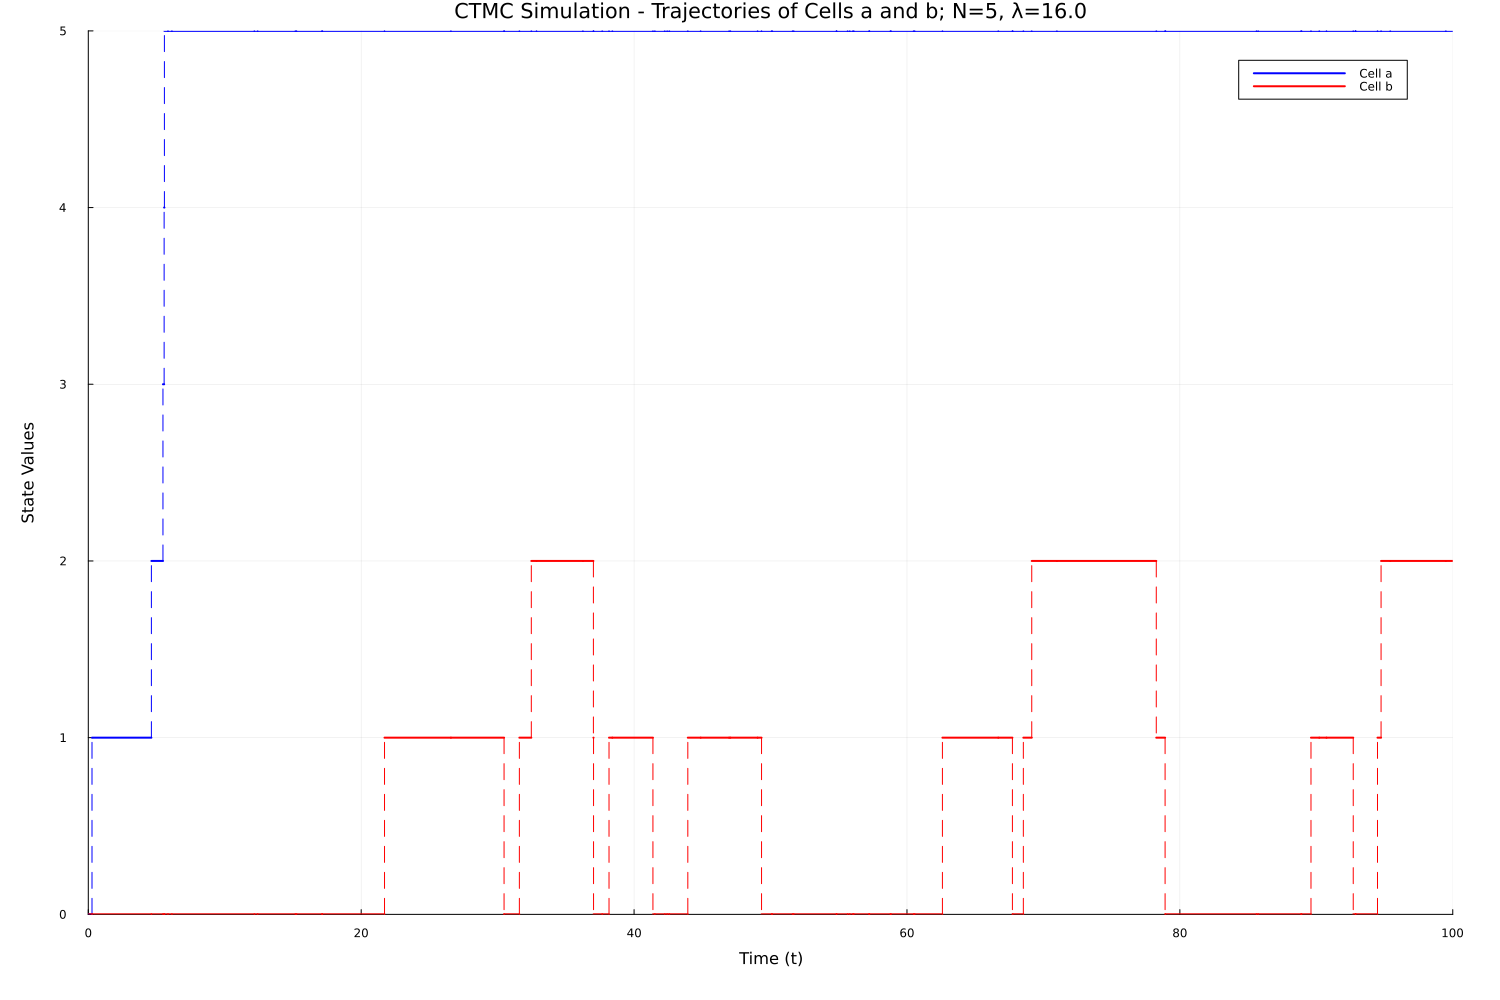 CTMC Simulation - Trajectories of Cells a and b; N=5, λ=16.0
5
Cell a
Cell b
4
3
State Values
2
1
0
0 20 40 60 80 100
Time (t)